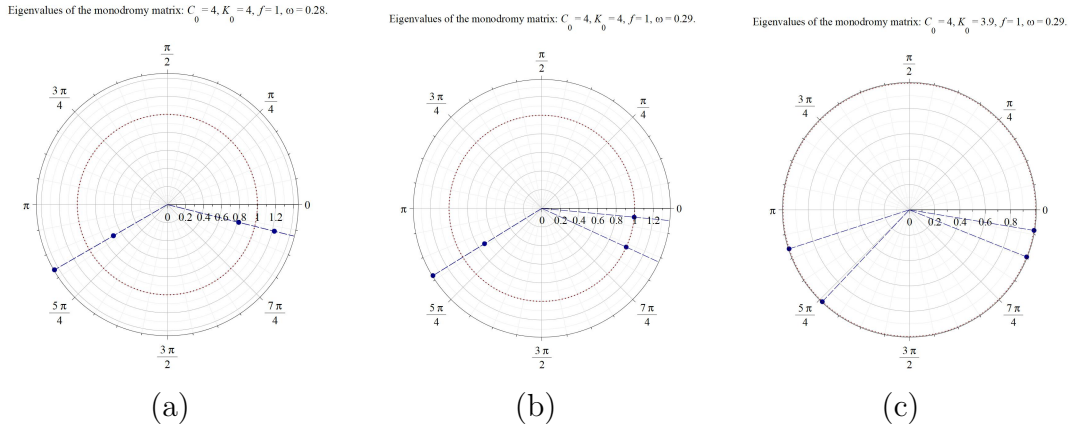 Eigenvalues of the monodromy matrix: C₀ = 4, K₀ = 4, f = 1, ω = 0.28.
π/2
3π/4
π/4
π
0 0.2 0.4 0.6 0.8 1 1.2
0
5π/4
7π/4
3π/2
(a)
Eigenvalues of the monodromy matrix: C₀ = 4, K₀ = 4, f = 1, ω = 0.29.
π/2
3π/4
π/4
π
0 0.2 0.4 0.6 0.8 1 1.2
0
5π/4
7π/4
3π/2
(b)
Eigenvalues of the monodromy matrix: C₀ = 4, K₀ = 3.9, f = 1, ω = 0.29.
π/2
3π/4
π/4
π
0 0.2 0.4 0.6 0.8
0
5π/4
7π/4
3π/2
(c)